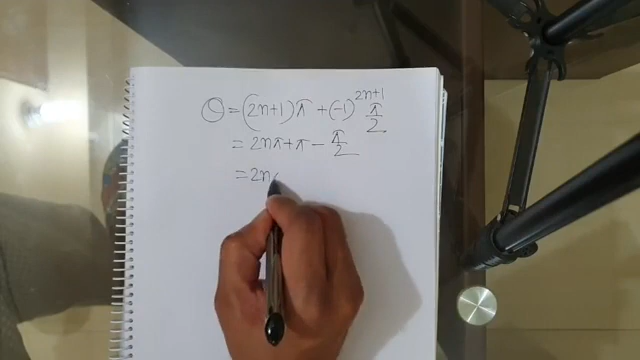 θ = (2n+1)π + (-1)^{2n+1} π/2
= 2nπ + π - π/2
= 2n